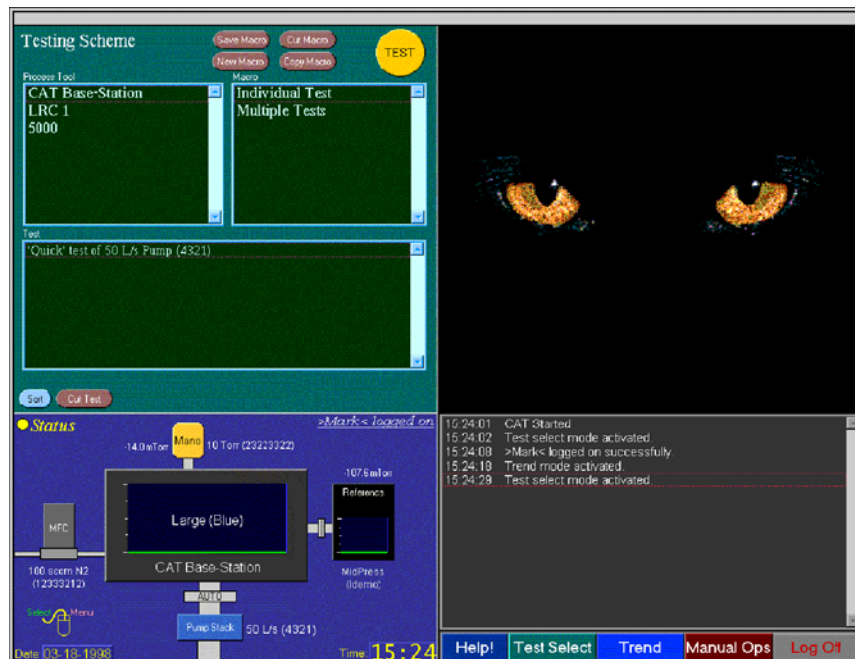 Testing Scheme
Save Macro
Cut Macro
New Macro
Copy Macro
TEST
Process Tool
CAT Base-Station
LRC 1
5000
Macro
Individual Test
Multiple Tests
Test
'Quick' test of 50 L/s Pump (4321)
Sort
Cut Test
Status
>Mark< logged on
-14.0 mTorr
Mano
10 Torr (23223322)
-107.6 mTorr
Reference
MFC
Large (Blue)
CAT Base-Station
MidPress
(Idemo)
100 sccm N2
(12333212)
AUTO
Select
Menu
Pump Stack
50 L/s (4321)
Date: 03-18-1998
Time: 15:24
15:24:01 CAT Started
15:24:02 Test select mode activated.
15:24:08 >Mark< logged on successfully.
15:24:18 Trend mode activated.
15:24:29 Test select mode activated.
Help!
Test Select
Trend
Manual Ops
Log Off